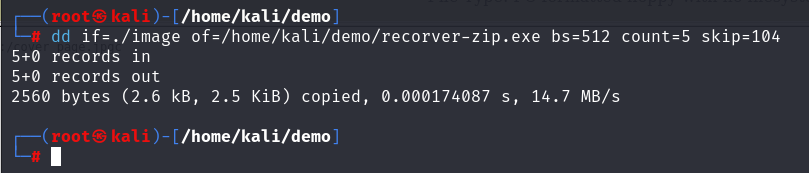 ┌──(root㉿kali)-[/home/kali/demo]
└─# dd if=./image of=/home/kali/demo/recorver-zip.exe bs=512 count=5 skip=104
5+0 records in
5+0 records out
2560 bytes (2.6 kB, 2.5 KiB) copied, 0.000174087 s, 14.7 MB/s
┌──(root㉿kali)-[/home/kali/demo]
└─#